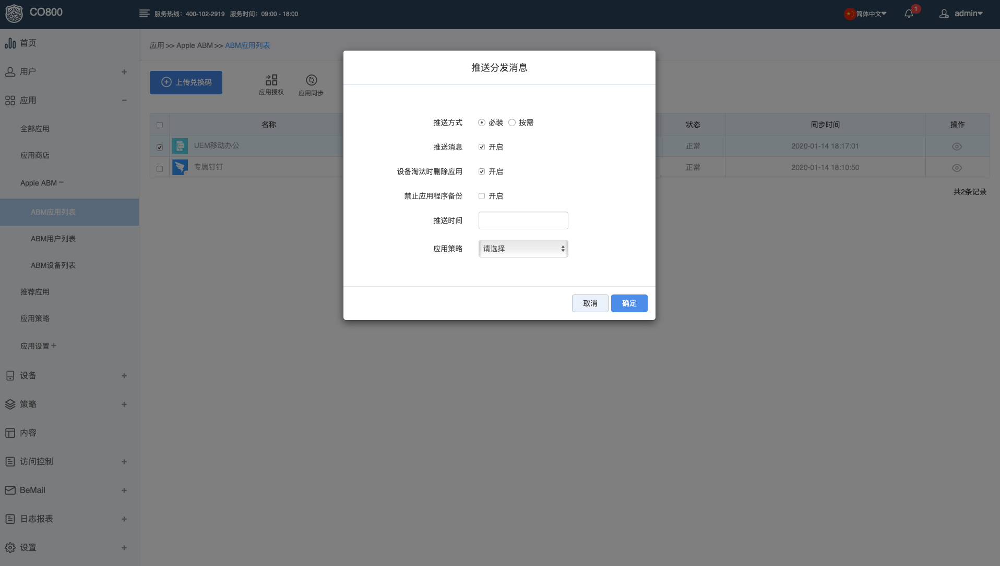 CO800
服务热线：400-102-2919 服务时间：09:00 - 18:00
简体中文
1
admin
首页
用户
应用
全部应用
应用商店
Apple ABM
ABM应用列表
ABM用户列表
ABM设备列表
推荐应用
应用策略
应用设置
设备
策略
内容
访问控制
BeMail
日志报表
设置
应用 >> Apple ABM >> ABM应用列表
上传兑换码
应用授权
应用同步
名称 状态 同步时间 操作
UEM移动办公 正常 2020-01-14 18:17:01
专属钉钉 正常 2020-01-14 18:10:50
共2条记录
推送分发消息
推送方式 必装 按需
推送消息 开启
设备淘汰时删除应用 开启
禁止应用程序备份 开启
推送时间
应用策略 请选择
取消 确定